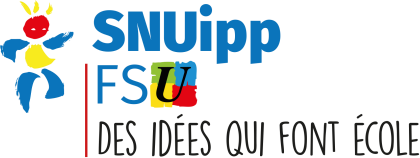 SNUipp
FSU
DES IDÉES QUI FONT ÉCOLE